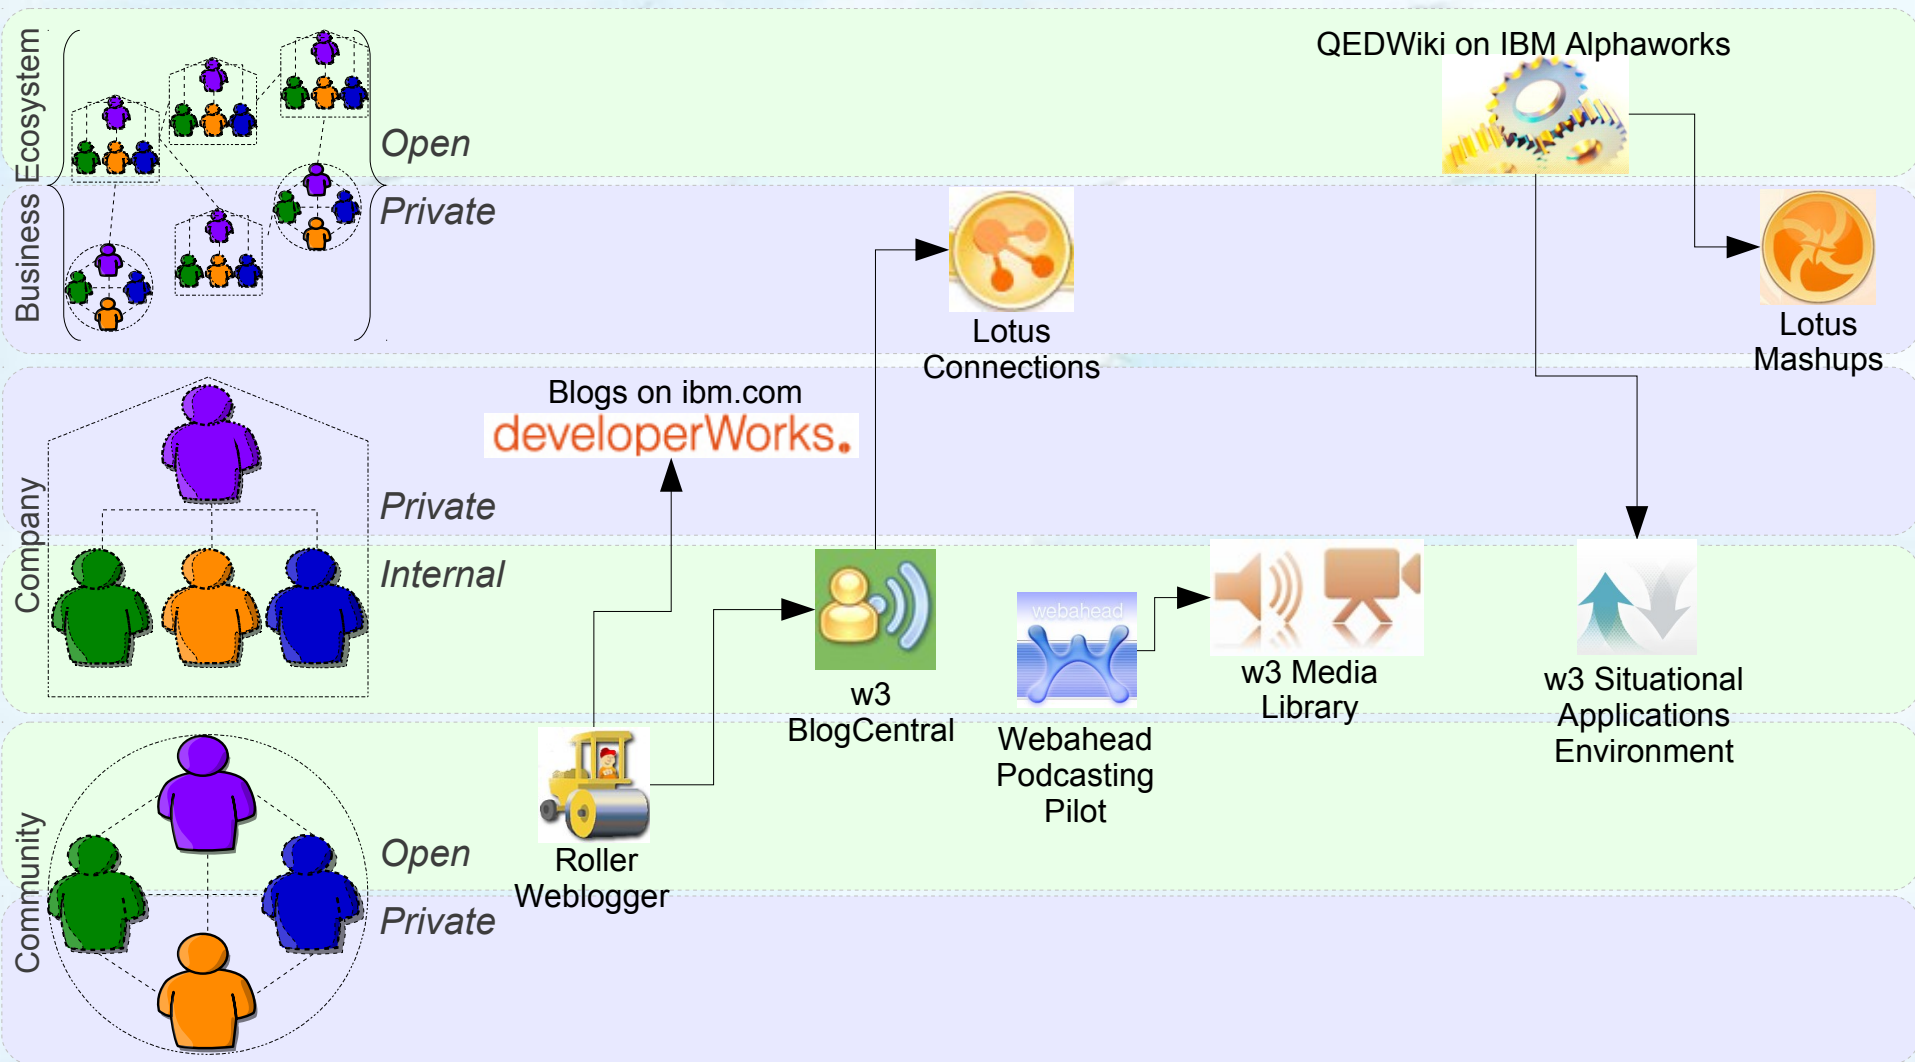 Business Ecosystem
Open
Private
QEDWiki on IBM Alphaworks
Lotus
Connections
Lotus
Mashups
Company
Private
Internal
Blogs on ibm.com
developerWorks.
w3
BlogCentral
webahead
Webahead
Podcasting
Pilot
w3 Media
Library
w3 Situational
Applications
Environment
Community
Open
Private
Roller
Weblogger